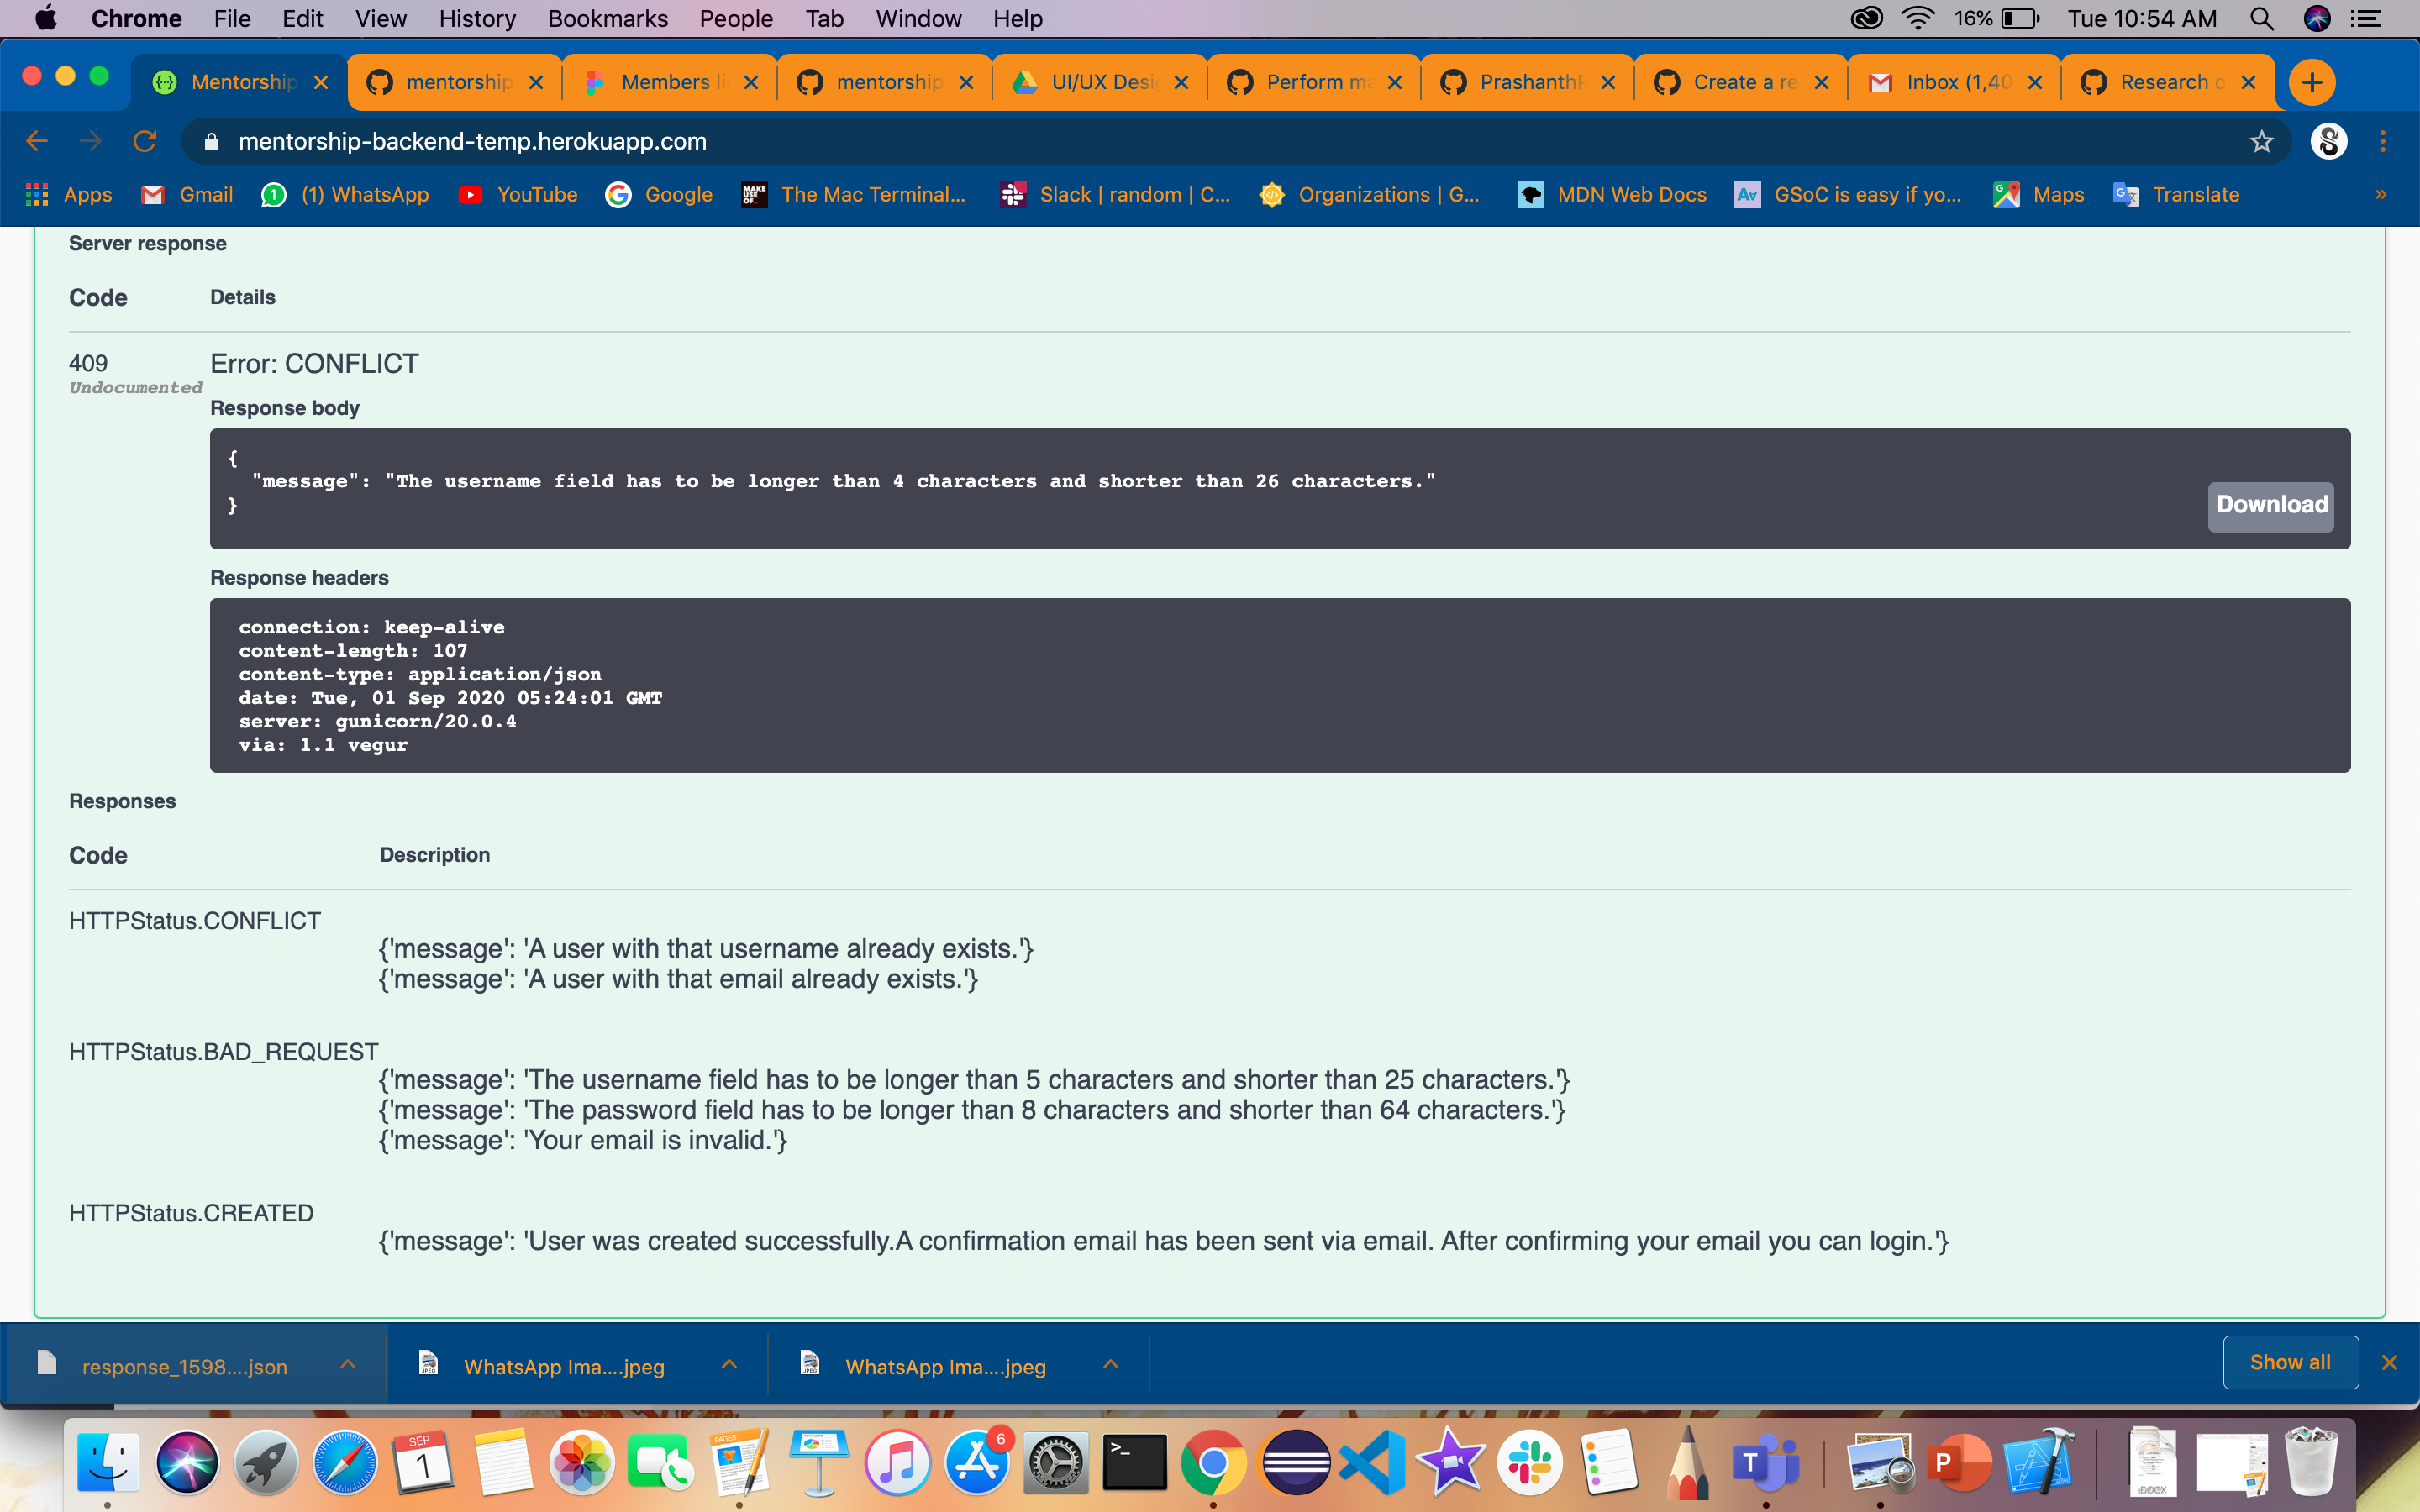 Chrome File Edit View History Bookmarks People Tab Window Help 16% Tue 10:54 AM
Mentorship mentorship Members li mentorship UI/UX Desi Perform ma PrashanthP Create a re Inbox (1,40 Research o
mentorship-backend-temp.herokuapp.com
Apps Gmail (1) WhatsApp YouTube Google The Mac Terminal... Slack | random | C... Organizations | G... MDN Web Docs GSoC is easy if yo... Maps Translate »
Server response
Code Details
409 Error: CONFLICT
Undocumented
Response body
{
"message": "The username field has to be longer than 4 characters and shorter than 26 characters."
}
Download
Response headers
connection: keep-alive
content-length: 107
content-type: application/json
date: Tue, 01 Sep 2020 05:24:01 GMT
server: gunicorn/20.0.4
via: 1.1 vegur
Responses
Code Description
HTTPStatus.CONFLICT
{'message': 'A user with that username already exists.'}
{'message': 'A user with that email already exists.'}
HTTPStatus.BAD_REQUEST
{'message': 'The username field has to be longer than 5 characters and shorter than 25 characters.'}
{'message': 'The password field has to be longer than 8 characters and shorter than 64 characters.'}
{'message': 'Your email is invalid.'}
HTTPStatus.CREATED
{'message': 'User was created successfully.A confirmation email has been sent via email. After confirming your email you can login.'}
response_1598....json WhatsApp Ima....jpeg WhatsApp Ima....jpeg Show all
SEP
1
PAGES
6
T
P
.DOCX